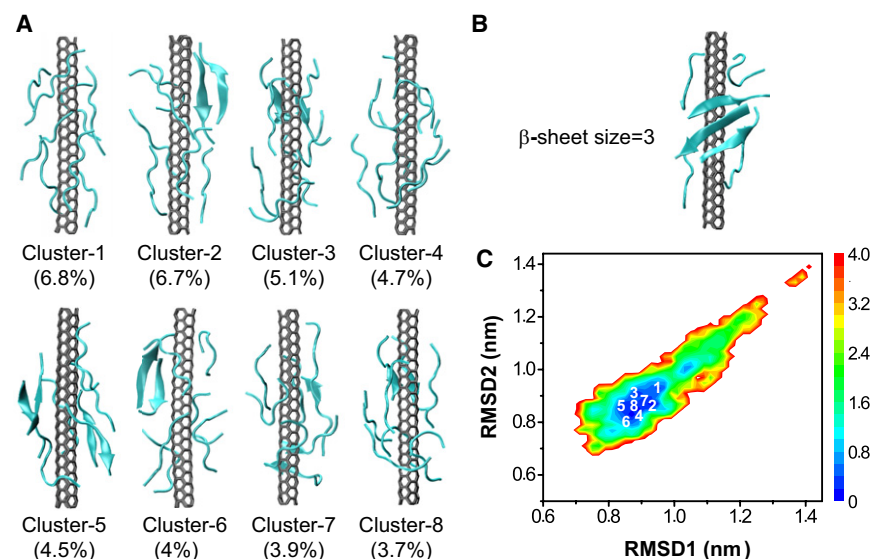 A
B
Cluster-1
(6.8%)
Cluster-2
(6.7%)
Cluster-3
(5.1%)
Cluster-4
(4.7%)
β-sheet size=3
Cluster-5
(4.5%)
Cluster-6
(4%)
Cluster-7
(3.9%)
Cluster-8
(3.7%)
C
RMSD2 (nm)
1.4
1.2
1.0
0.8
0.6
0.6
0.8
1.0
1.2
1.4
RMSD1 (nm)
1
3
7
5
8
2
4
6
4.0
3.2
2.4
1.6
0.8
0